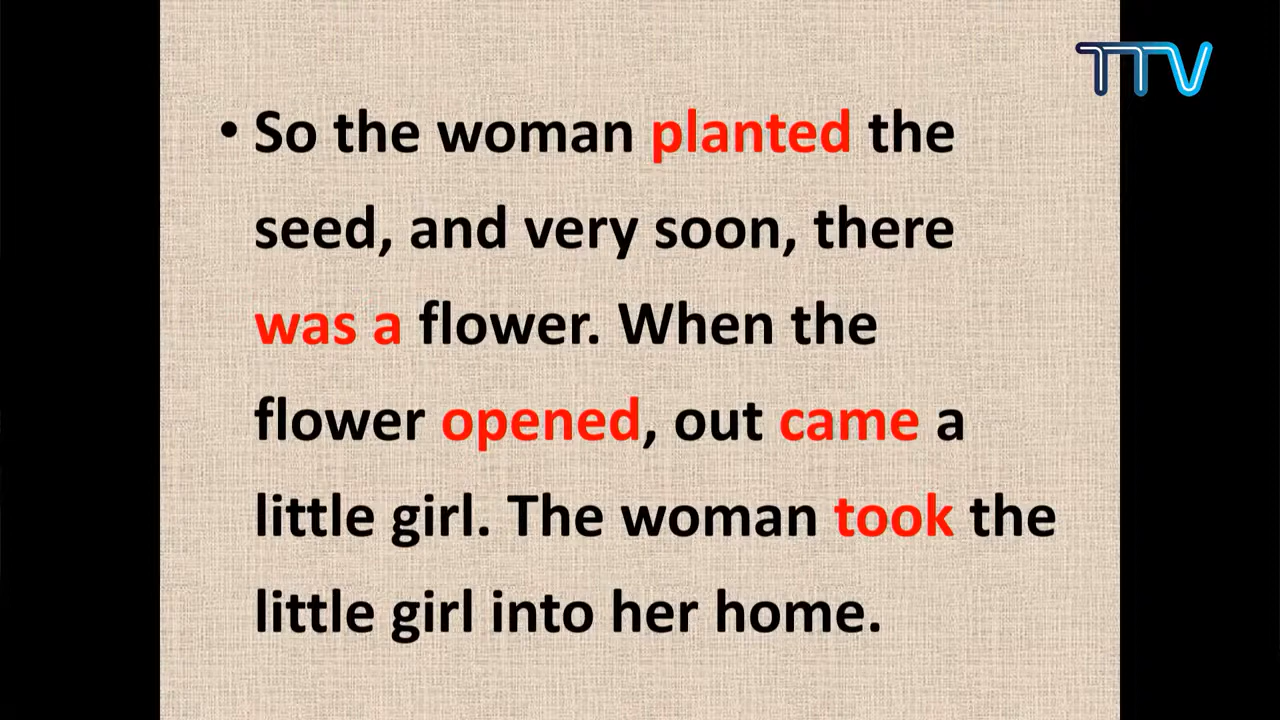 TTV
• So the woman planted the
seed, and very soon, there
was a flower. When the
flower opened, out came a
little girl. The woman took the
little girl into her home.